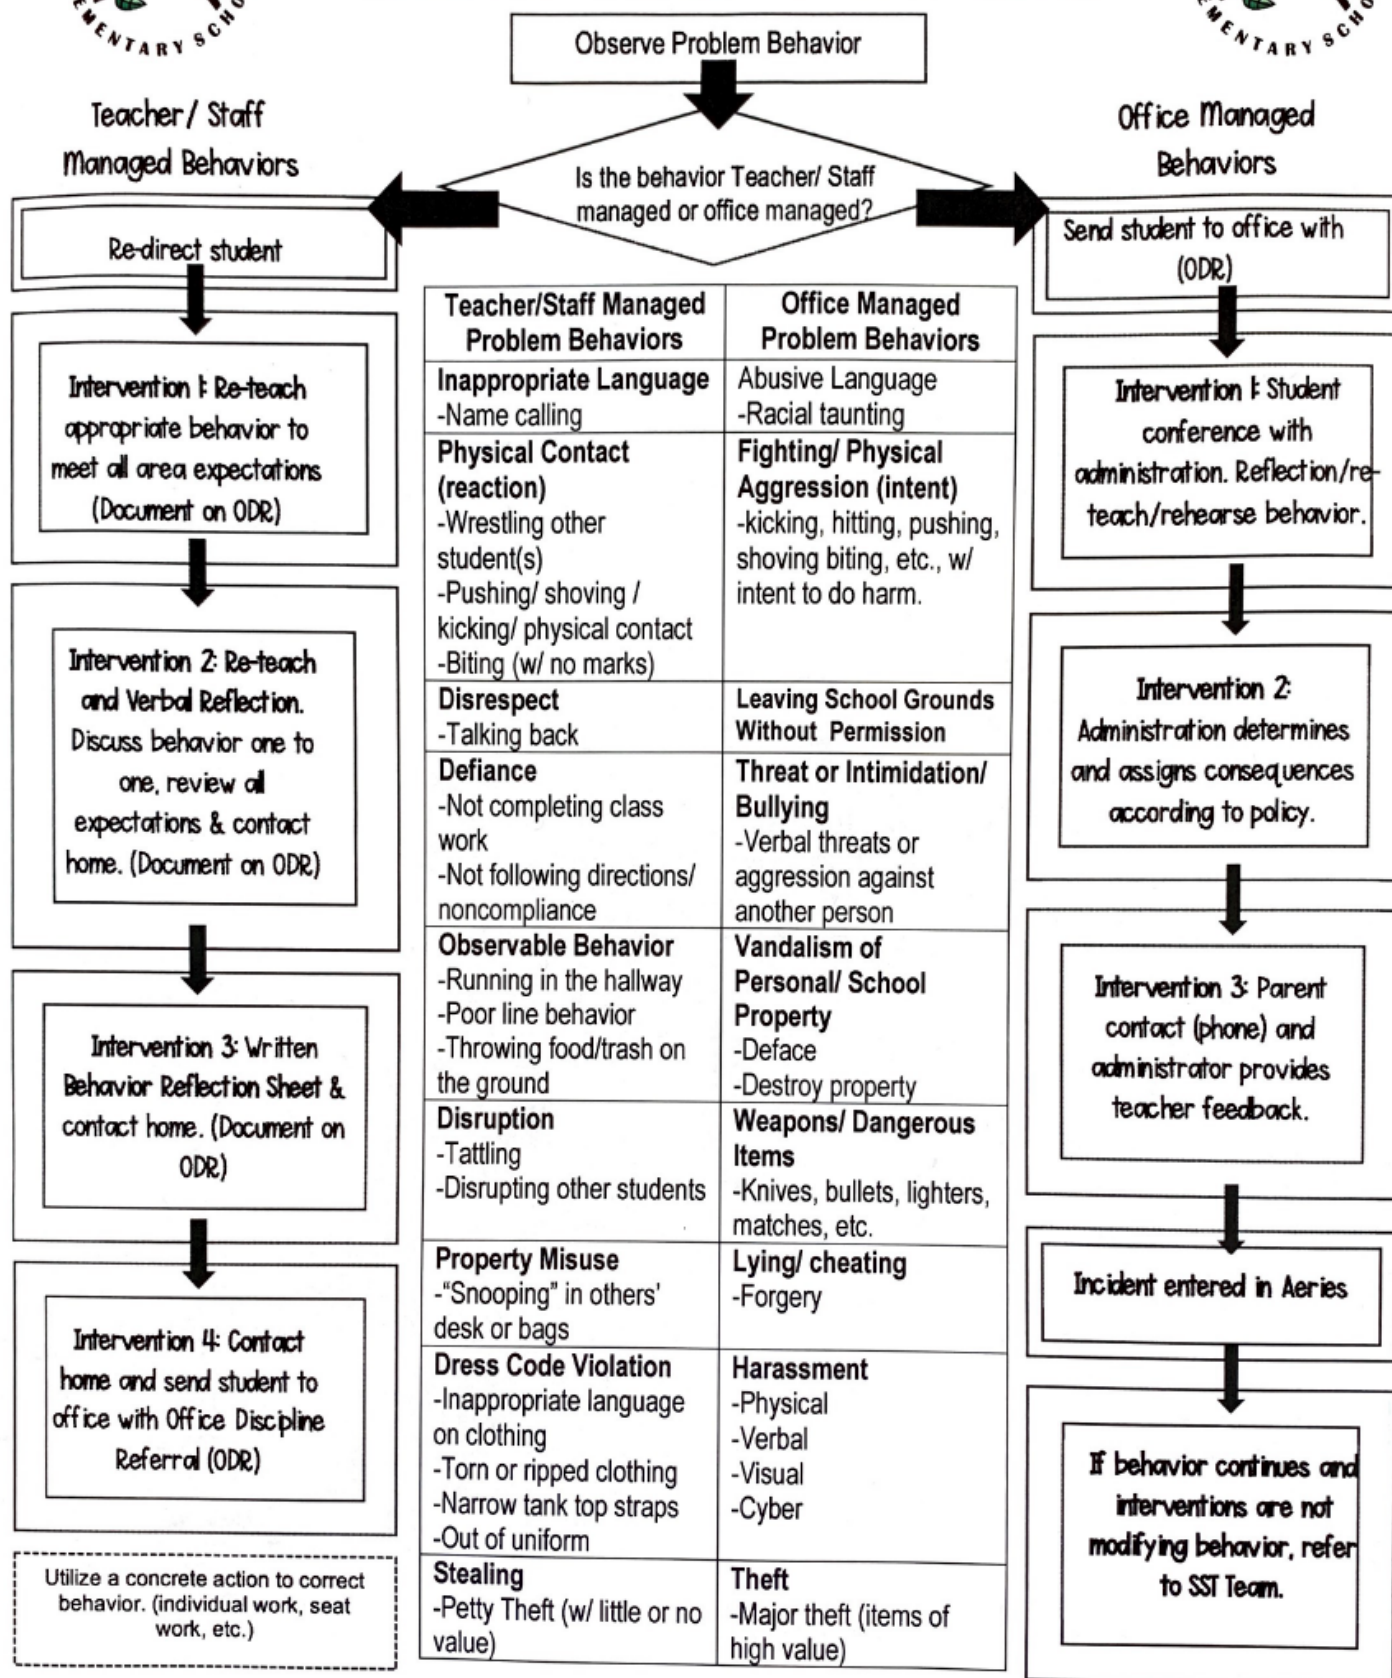 EMENTARY SCHO
EMENTARY SCHO
Observe Problem Behavior
Is the behavior Teacher/ Staff
managed or office managed?
Teacher/ Staff
Managed Behaviors
Re-direct student
Intervention 1: Re-teach
appropriate behavior to
meet all area expectations
(Document on ODR)
Intervention 2: Re-teach
and Verbal Reflection.
Discuss behavior one to
one, review all
expectations & contact
home. (Document on ODR)
Intervention 3: Written
Behavior Reflection Sheet &
contact home. (Document on
ODR)
Intervention 4: Contact
home and send student to
office with Office Discipline
Referral (ODR)
Utilize a concrete action to correct
behavior. (individual work, seat
work, etc.)
Teacher/Staff Managed
Problem Behaviors
Office Managed
Problem Behaviors
Inappropriate Language
-Name calling
Abusive Language
-Racial taunting
Physical Contact
(reaction)
-Wrestling other
student(s)
-Pushing/ shoving /
kicking/ physical contact
-Biting (w/ no marks)
Fighting/ Physical
Aggression (intent)
-kicking, hitting, pushing,
shoving biting, etc., w/
intent to do harm.
Disrespect
-Talking back
Leaving School Grounds
Without Permission
Defiance
-Not completing class
work
-Not following directions/
noncompliance
Threat or Intimidation/
Bullying
-Verbal threats or
aggression against
another person
Observable Behavior
-Running in the hallway
-Poor line behavior
-Throwing food/trash on
the ground
Vandalism of
Personal/ School
Property
-Deface
-Destroy property
Disruption
-Tattling
-Disrupting other students
Weapons/ Dangerous
Items
-Knives, bullets, lighters,
matches, etc.
Property Misuse
-"Snooping" in others'
desk or bags
Lying/ cheating
-Forgery
Dress Code Violation
-Inappropriate language
on clothing
-Torn or ripped clothing
-Narrow tank top straps
-Out of uniform
Harassment
-Physical
-Verbal
-Visual
-Cyber
Stealing
-Petty Theft (w/ little or no
value)
Theft
-Major theft (items of
high value)
Office Managed
Behaviors
Send student to office with
(ODR)
Intervention 1: Student
conference with
administration. Reflection/re-
teach/rehearse behavior.
Intervention 2:
Administration determines
and assigns consequences
according to policy.
Intervention 3: Parent
contact (phone) and
administrator provides
teacher feedback.
Incident entered in Aeries
If behavior continues and
interventions are not
modifying behavior, refer
to SST Team.